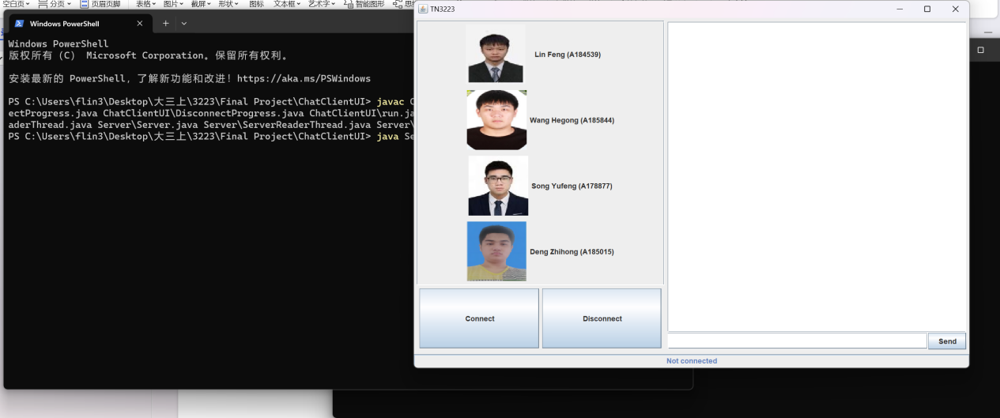 空白页 分页 页眉页脚 表格 图片 截屏 形状 图标 文本框 艺术字 智能图形
Windows PowerShell
Windows PowerShell
版权所有 (C) Microsoft Corporation。保留所有权利。
安装最新的 PowerShell，了解新功能和改进！https://aka.ms/PSWindows
PS C:\Users\flin3\Desktop\大三上\3223\Final Project\ChatClientUI> javac
ectProgress.java ChatClientUI\DisconnectProgress.java ChatClientUI\run.ja
aderThread.java Server\Server.java Server\ServerReaderThread.java Server\
PS C:\Users\flin3\Desktop\大三上\3223\Final Project\ChatClientUI> java Se
TN3223
Lin Feng (A184539)
Wang Hegong (A185844)
Song Yufeng (A178877)
Deng Zhihong (A185015)
Connect
Disconnect
Send
Not connected